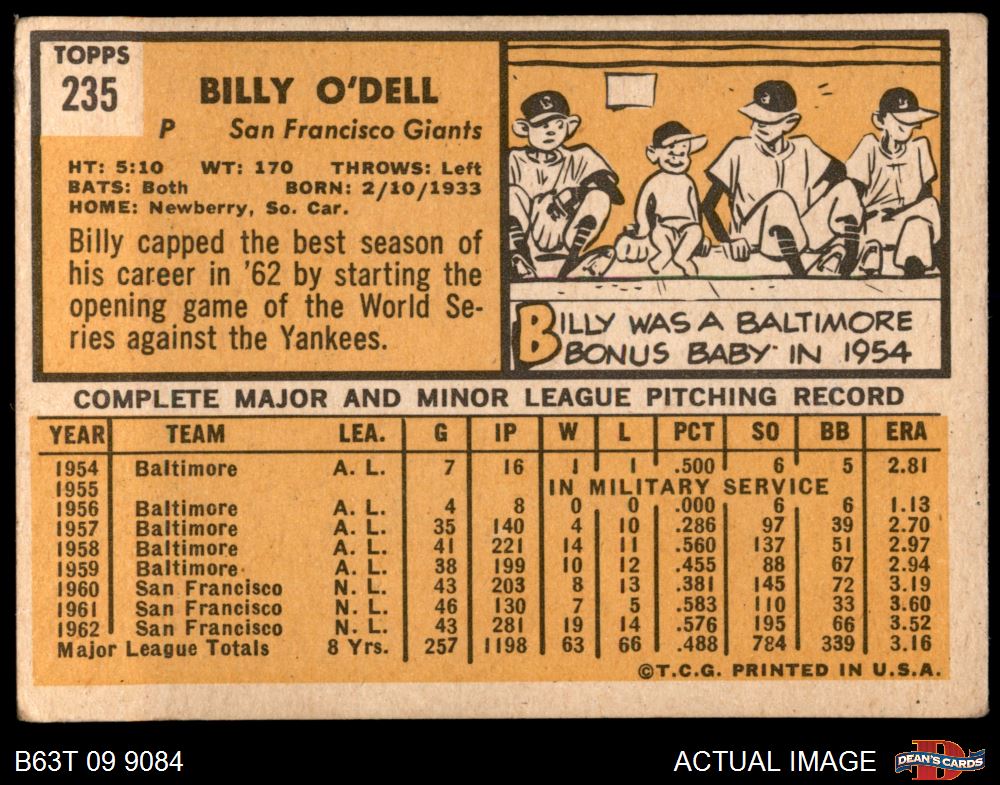 TOPPS
235
BILLY O'DELL
P San Francisco Giants
HT: 5:10 WT: 170 THROWS: Left
BATS: Both BORN: 2/10/1933
HOME: Newberry, So. Car.
Billy capped the best season of
his career in '62 by starting the
opening game of the World Se-
ries against the Yankees.
BILLY WAS A BALTIMORE
BONUS BABY IN 1954
COMPLETE MAJOR AND MINOR LEAGUE PITCHING RECORD
YEAR TEAM LEA. G IP W L PCT SO BB ERA
1954 Baltimore A. L. 7 16 1 1 .500 6 5 2.81
1955 IN MILITARY SERVICE
1956 Baltimore A. L. 4 8 0 0 .000 6 6 1.13
1957 Baltimore A. L. 35 140 4 10 .286 97 39 2.70
1958 Baltimore A. L. 41 221 14 11 .560 137 51 2.97
1959 Baltimore A. L. 38 199 10 12 .455 88 67 2.94
1960 San Francisco N. L. 43 203 8 13 .381 145 72 3.19
1961 San Francisco N. L. 46 130 7 5 .583 110 33 3.60
1962 San Francisco N. L. 43 281 19 14 .576 195 66 3.52
Major League Totals 8 Yrs. 257 1198 63 66 .488 784 339 3.16
©T.C.G. PRINTED IN U.S.A.
B63T 09 9084 ACTUAL IMAGE DEAN'S CARDS